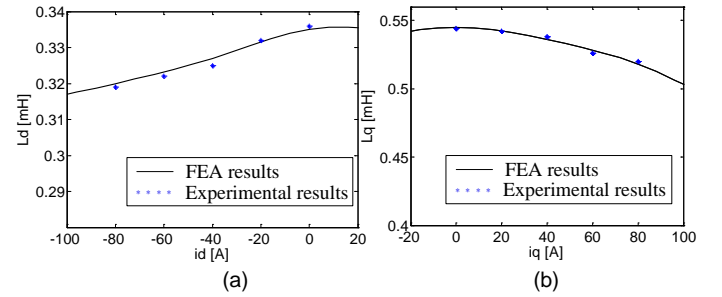 0.34
0.33
0.32
0.31
0.3
0.29
Ld [mH]
FEA results
Experimental results
-100 -80 -60 -40 -20 0 20
id [A]
(a)
0.55
0.5
0.45
0.4
Lq [mH]
FEA results
Experimental results
-20 0 20 40 60 80 100
iq [A]
(b)